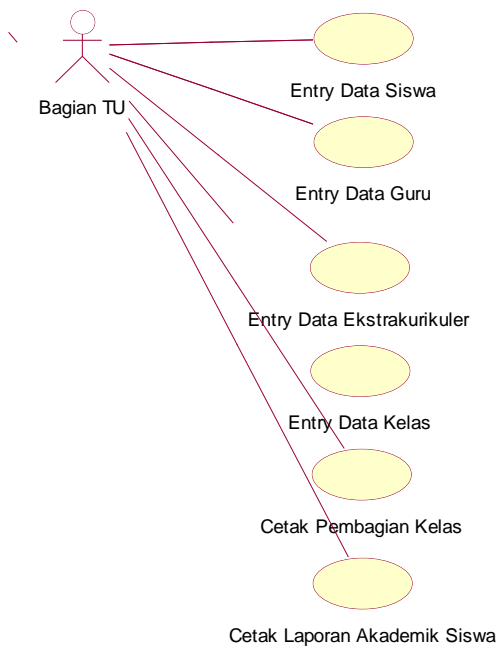 Bagian TU
Entry Data Siswa
Entry Data Guru
Entry Data Ekstrakurikuler
Entry Data Kelas
Cetak Pembagian Kelas
Cetak Laporan Akademik Siswa